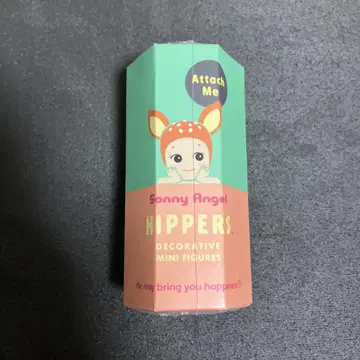 Attach
Me
Sonny Angel
HIPPERS
DECORATIVE
MINI FIGURES
He may bring you happiness!